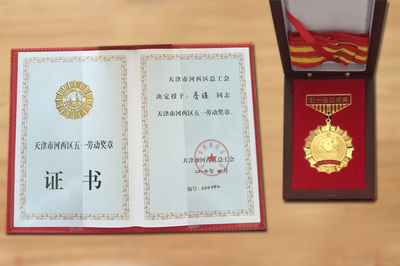 天津市河西区五一劳动奖章
证书
天津市河西区总工会
决定授予：李瑾 同志
天津市河西区五一劳动奖章。
天津市河西区总工会
编号：
五一劳动奖章